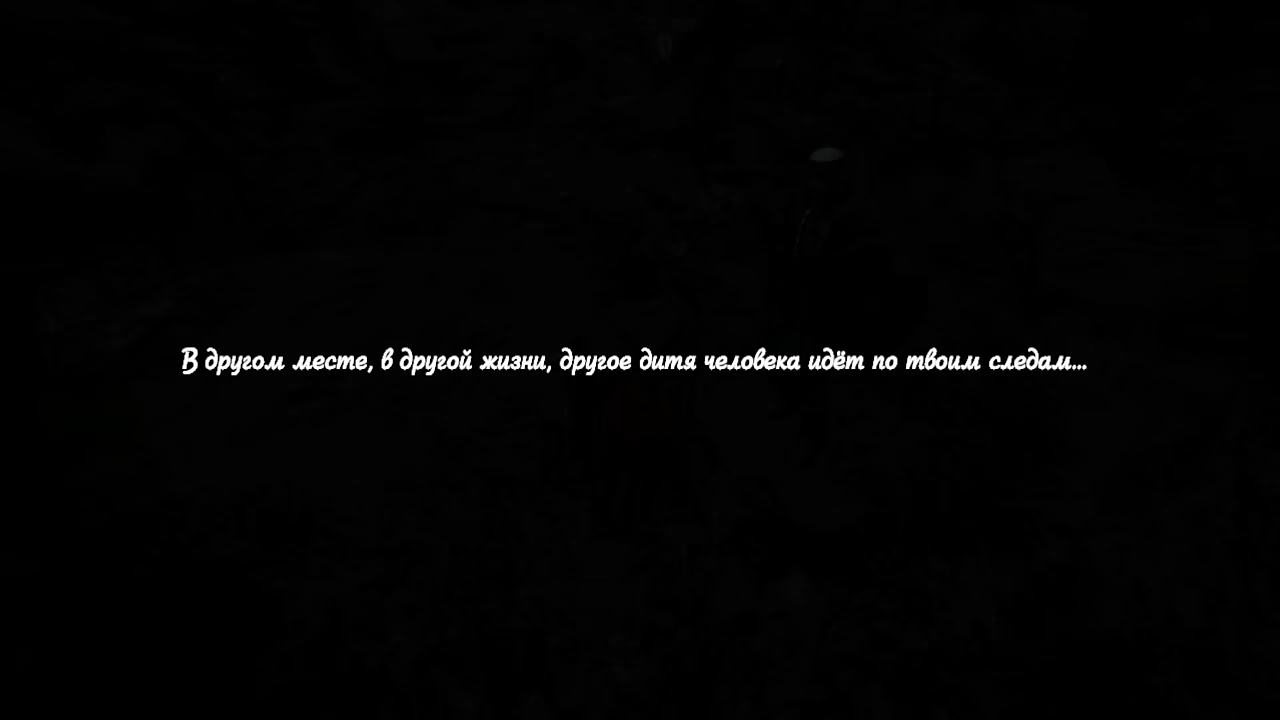 В другом месте, в другой жизни, другое дитя человека идёт по твоим следам...